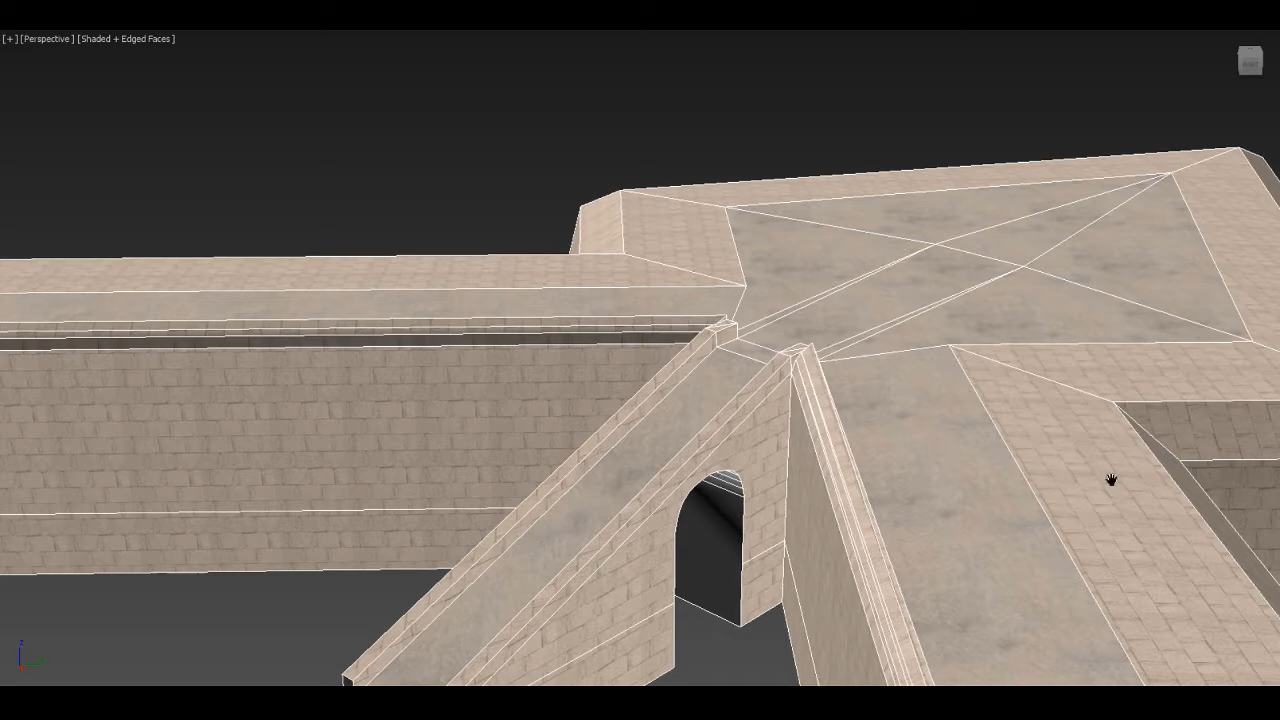 [+] [Perspective ] [Shaded + Edged Faces ]
z